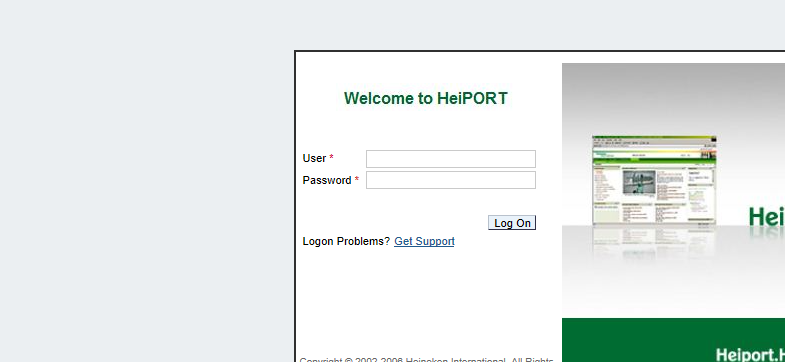 Welcome to HeiPORT
User *
Password *
Log On
Logon Problems? Get Support
Copyright © 2002-2006 Heineken International. All Rights
Hei
Heiport.H